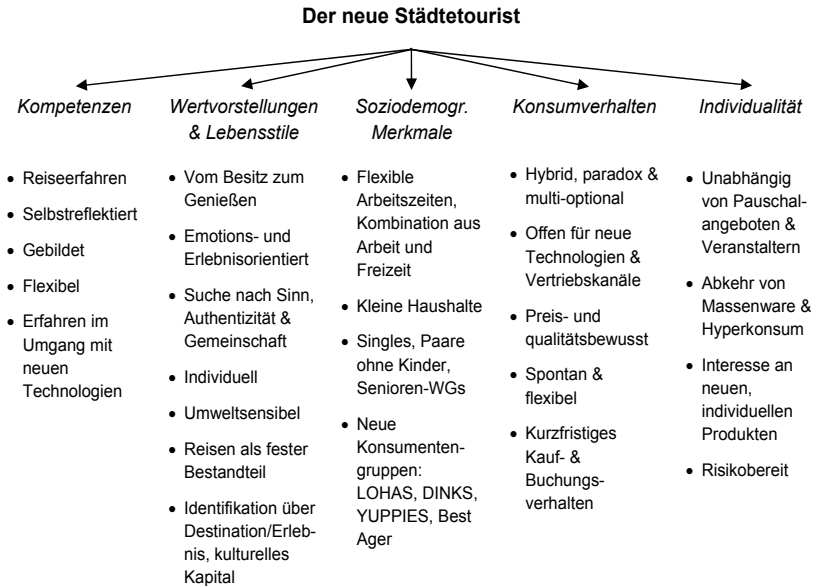 Der neue Städtetourist
Kompetenzen
• Reiseerfahren
• Selbstreflektiert
• Gebildet
• Flexibel
• Erfahren im
Umgang mit
neuen
Technologien
Wertvorstellungen
& Lebensstile
• Vom Besitz zum
Genießen
• Emotions- und
Erlebnisorientiert
• Suche nach Sinn,
Authentizität &
Gemeinschaft
• Individuell
• Umweltsensibel
• Reisen als fester
Bestandteil
• Identifikation über
Destination/Erleb-
nis, kulturelles
Kapital
Soziodemogr.
Merkmale
• Flexible
Arbeitszeiten,
Kombination aus
Arbeit und
Freizeit
• Kleine Haushalte
• Singles, Paare
ohne Kinder,
Senioren-WGs
• Neue
Konsumenten-
gruppen:
LOHAS, DINKS,
YUPPIES, Best
Ager
Konsumverhalten
• Hybrid, paradox &
multi-optional
• Offen für neue
Technologien &
Vertriebskanäle
• Preis- und
qualitätsbewusst
• Spontan &
flexibel
• Kurzfristiges
Kauf- &
Buchungs-
verhalten
Individualität
• Unabhängig
von Pauschal-
angeboten &
Veranstaltern
• Abkehr von
Massenware &
Hyperkonsum
• Interesse an
neuen,
individuellen
Produkten
• Risikobereit